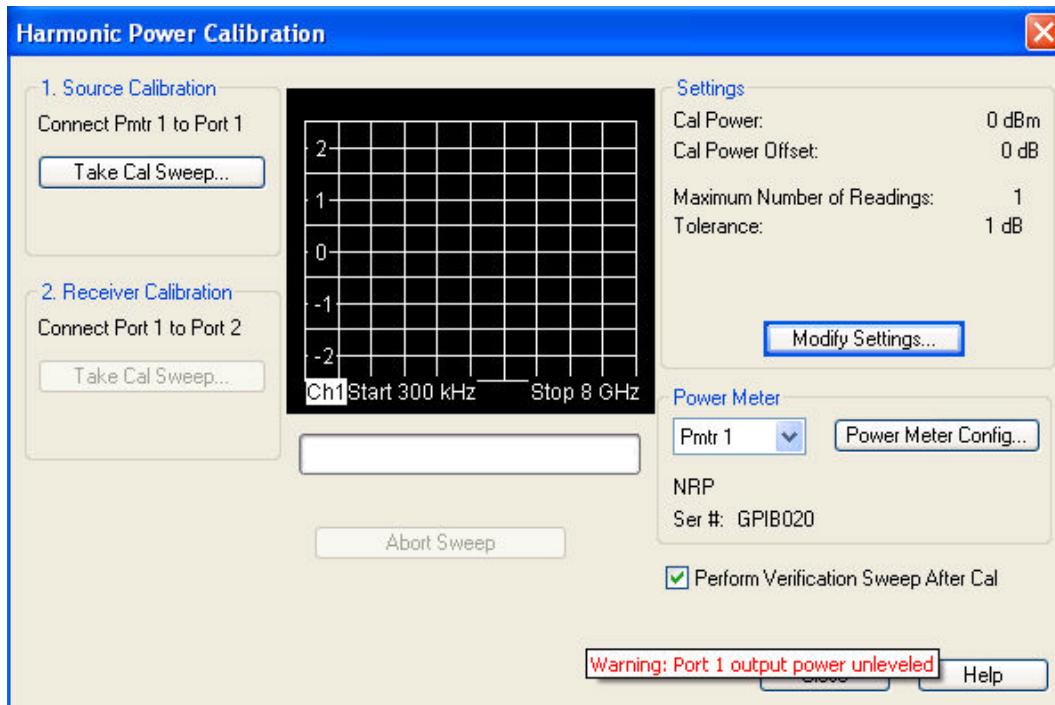 Harmonic Power Calibration
1. Source Calibration
Connect Pmtr 1 to Port 1
Take Cal Sweep...
2. Receiver Calibration
Connect Port 1 to Port 2
Take Cal Sweep...
2
1
0
-1
-2
Ch1 Start 300 kHz Stop 8 GHz
Abort Sweep
Settings
Cal Power: 0 dBm
Cal Power Offset: 0 dB
Maximum Number of Readings: 1
Tolerance: 1 dB
Modify Settings...
Power Meter
Pmtr 1
Power Meter Config...
NRP
Ser #: GPIB020
Perform Verification Sweep After Cal
Warning: Port 1 output power unleveled
Help